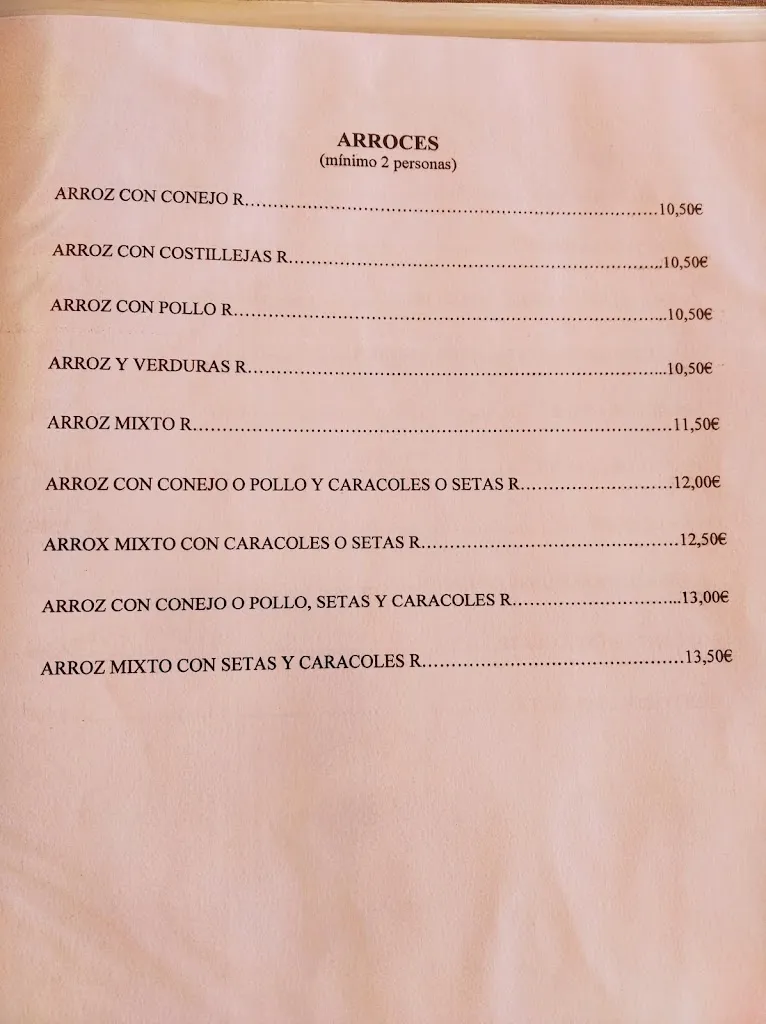 ARROCES
(mínimo 2 personas)
ARROZ CON CONEJO R..........................................................................10,50€
ARROZ CON COSTILLEJAS R..................................................................10,50€
ARROZ CON POLLO R............................................................................10,50€
ARROZ Y VERDURAS R..........................................................................10,50€
ARROZ MIXTO R....................................................................................11,50€
ARROZ CON CONEJO O POLLO Y CARACOLES O SETAS R...........................12,00€
ARROX MIXTO CON CARACOLES O SETAS R.............................................12,50€
ARROZ CON CONEJO O POLLO, SETAS Y CARACOLES R..............................13,00€
ARROZ MIXTO CON SETAS Y CARACOLES R..............................................13,50€